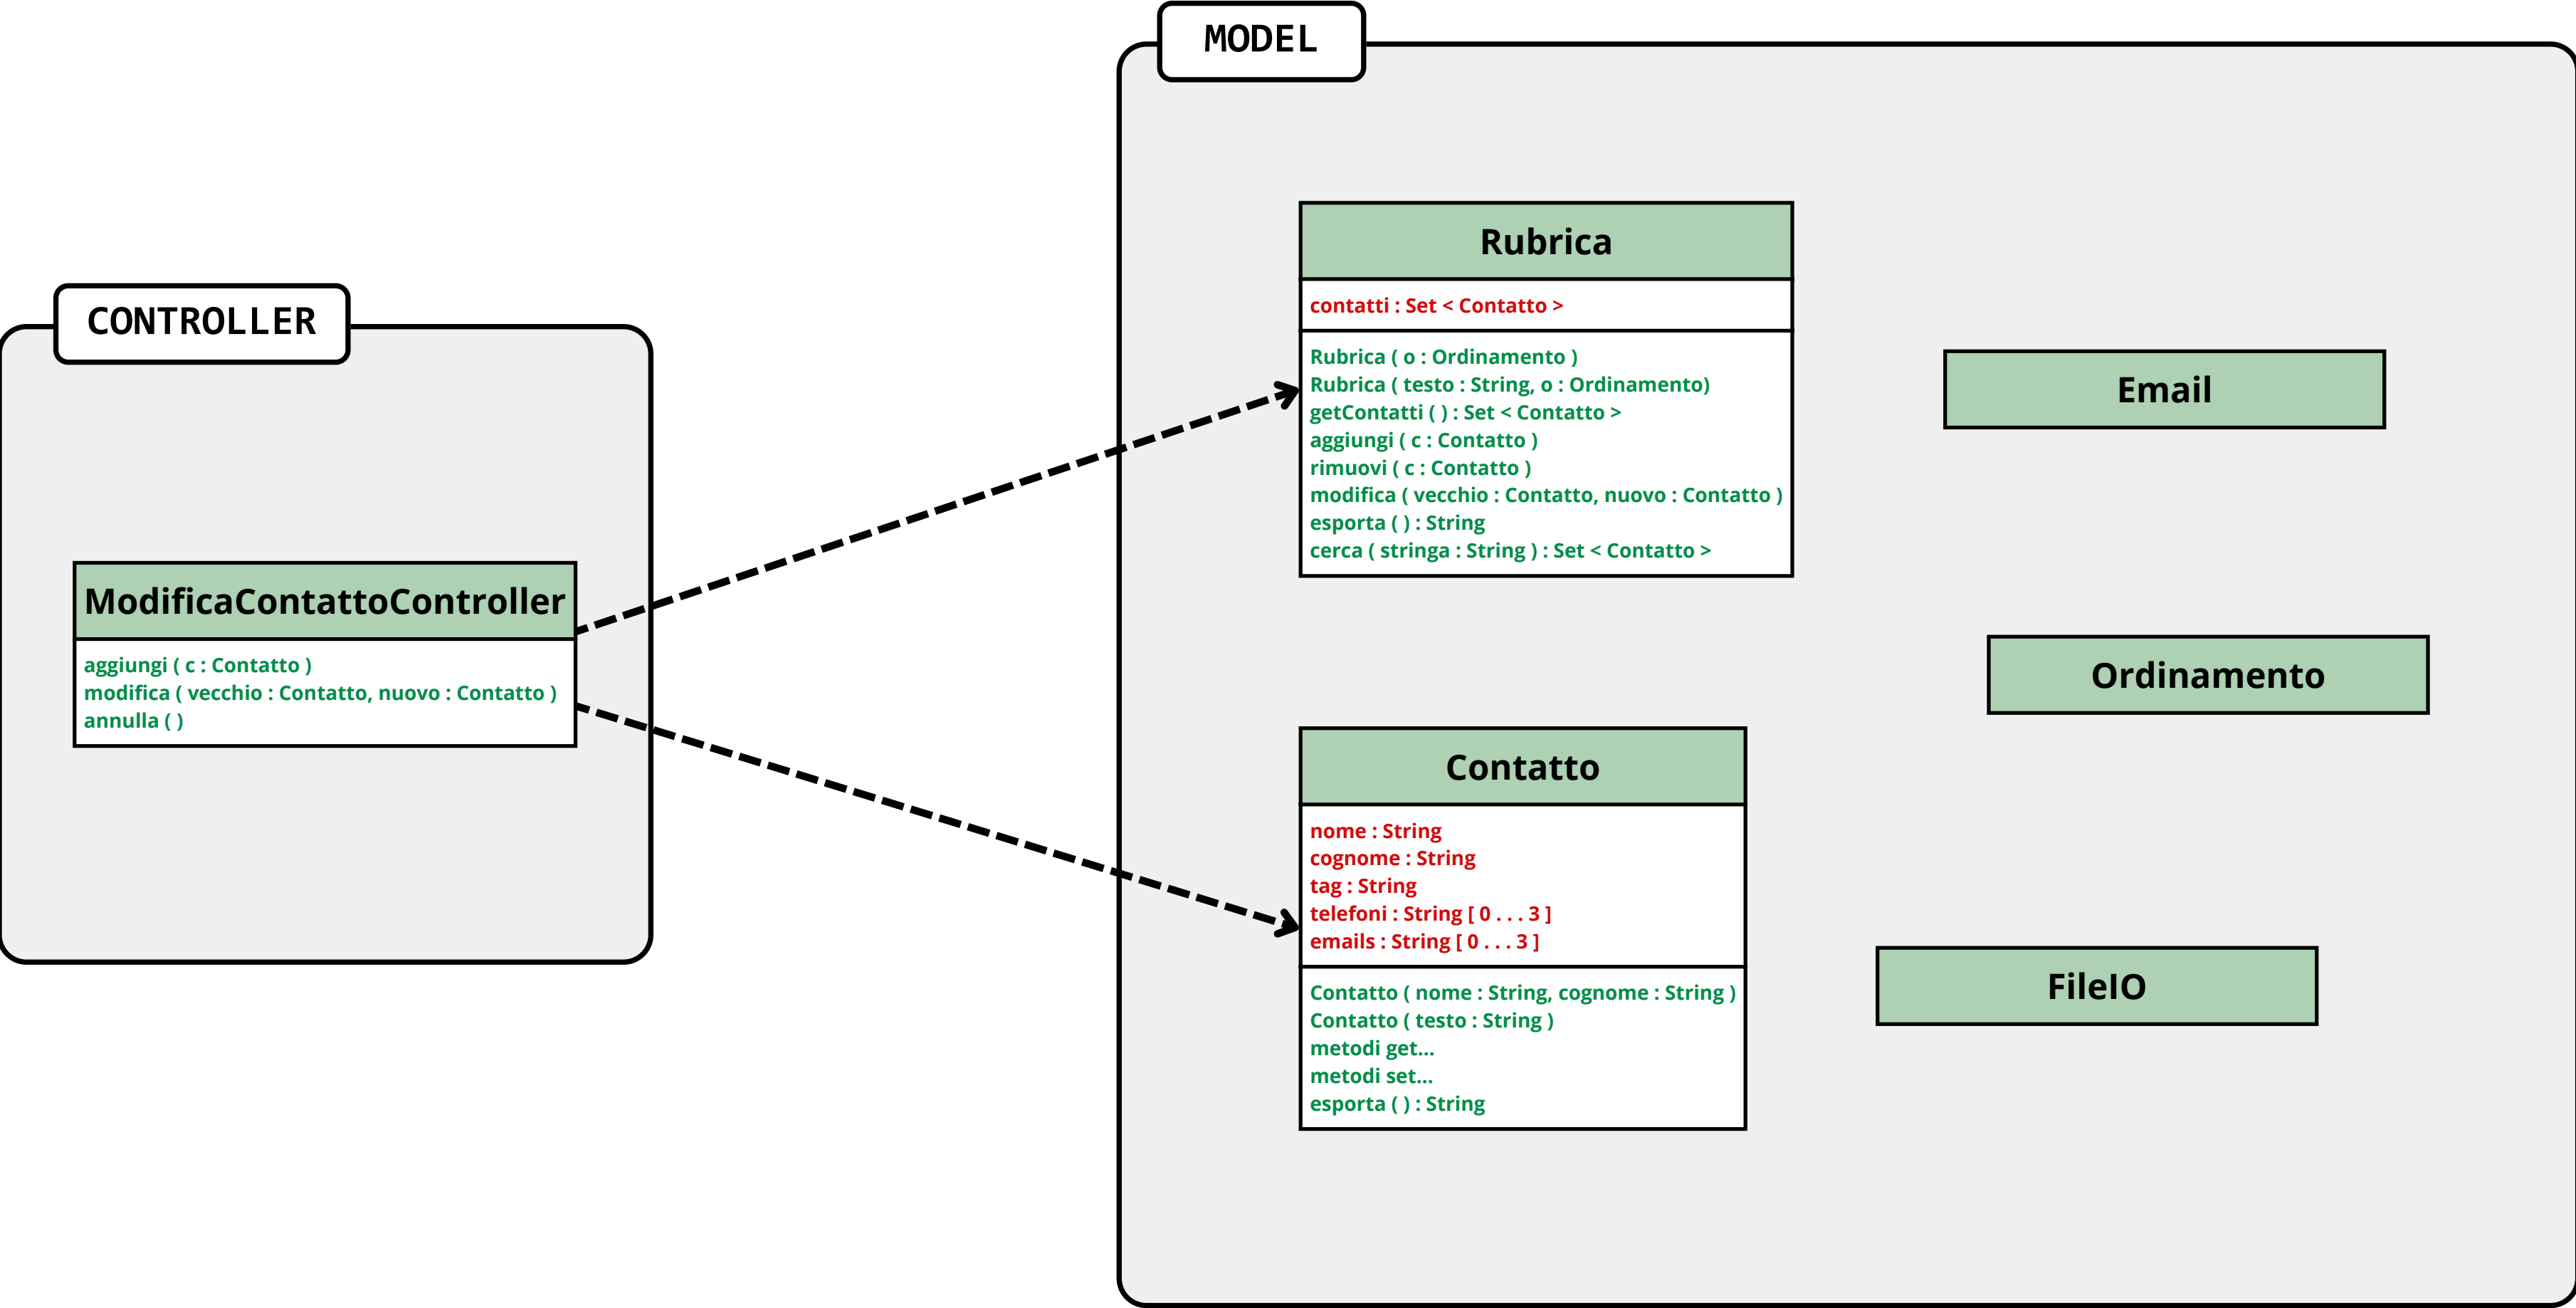 MODEL
CONTROLLER
ModificaContattoController
aggiungi ( c : Contatto )
modifica ( vecchio : Contatto, nuovo : Contatto )
annulla ( )
Rubrica
contatti : Set < Contatto >
Rubrica ( o : Ordinamento )
Rubrica ( testo : String, o : Ordinamento)
getContatti ( ) : Set < Contatto >
aggiungi ( c : Contatto )
rimuovi ( c : Contatto )
modifica ( vecchio : Contatto, nuovo : Contatto )
esporta ( ) : String
cerca ( stringa : String ) : Set < Contatto >
Contatto
nome : String
cognome : String
tag : String
telefoni : String [ 0 . . . 3 ]
emails : String [ 0 . . . 3 ]
Contatto ( nome : String, cognome : String )
Contatto ( testo : String )
metodi get...
metodi set...
esporta ( ) : String
Email
Ordinamento
FileIO